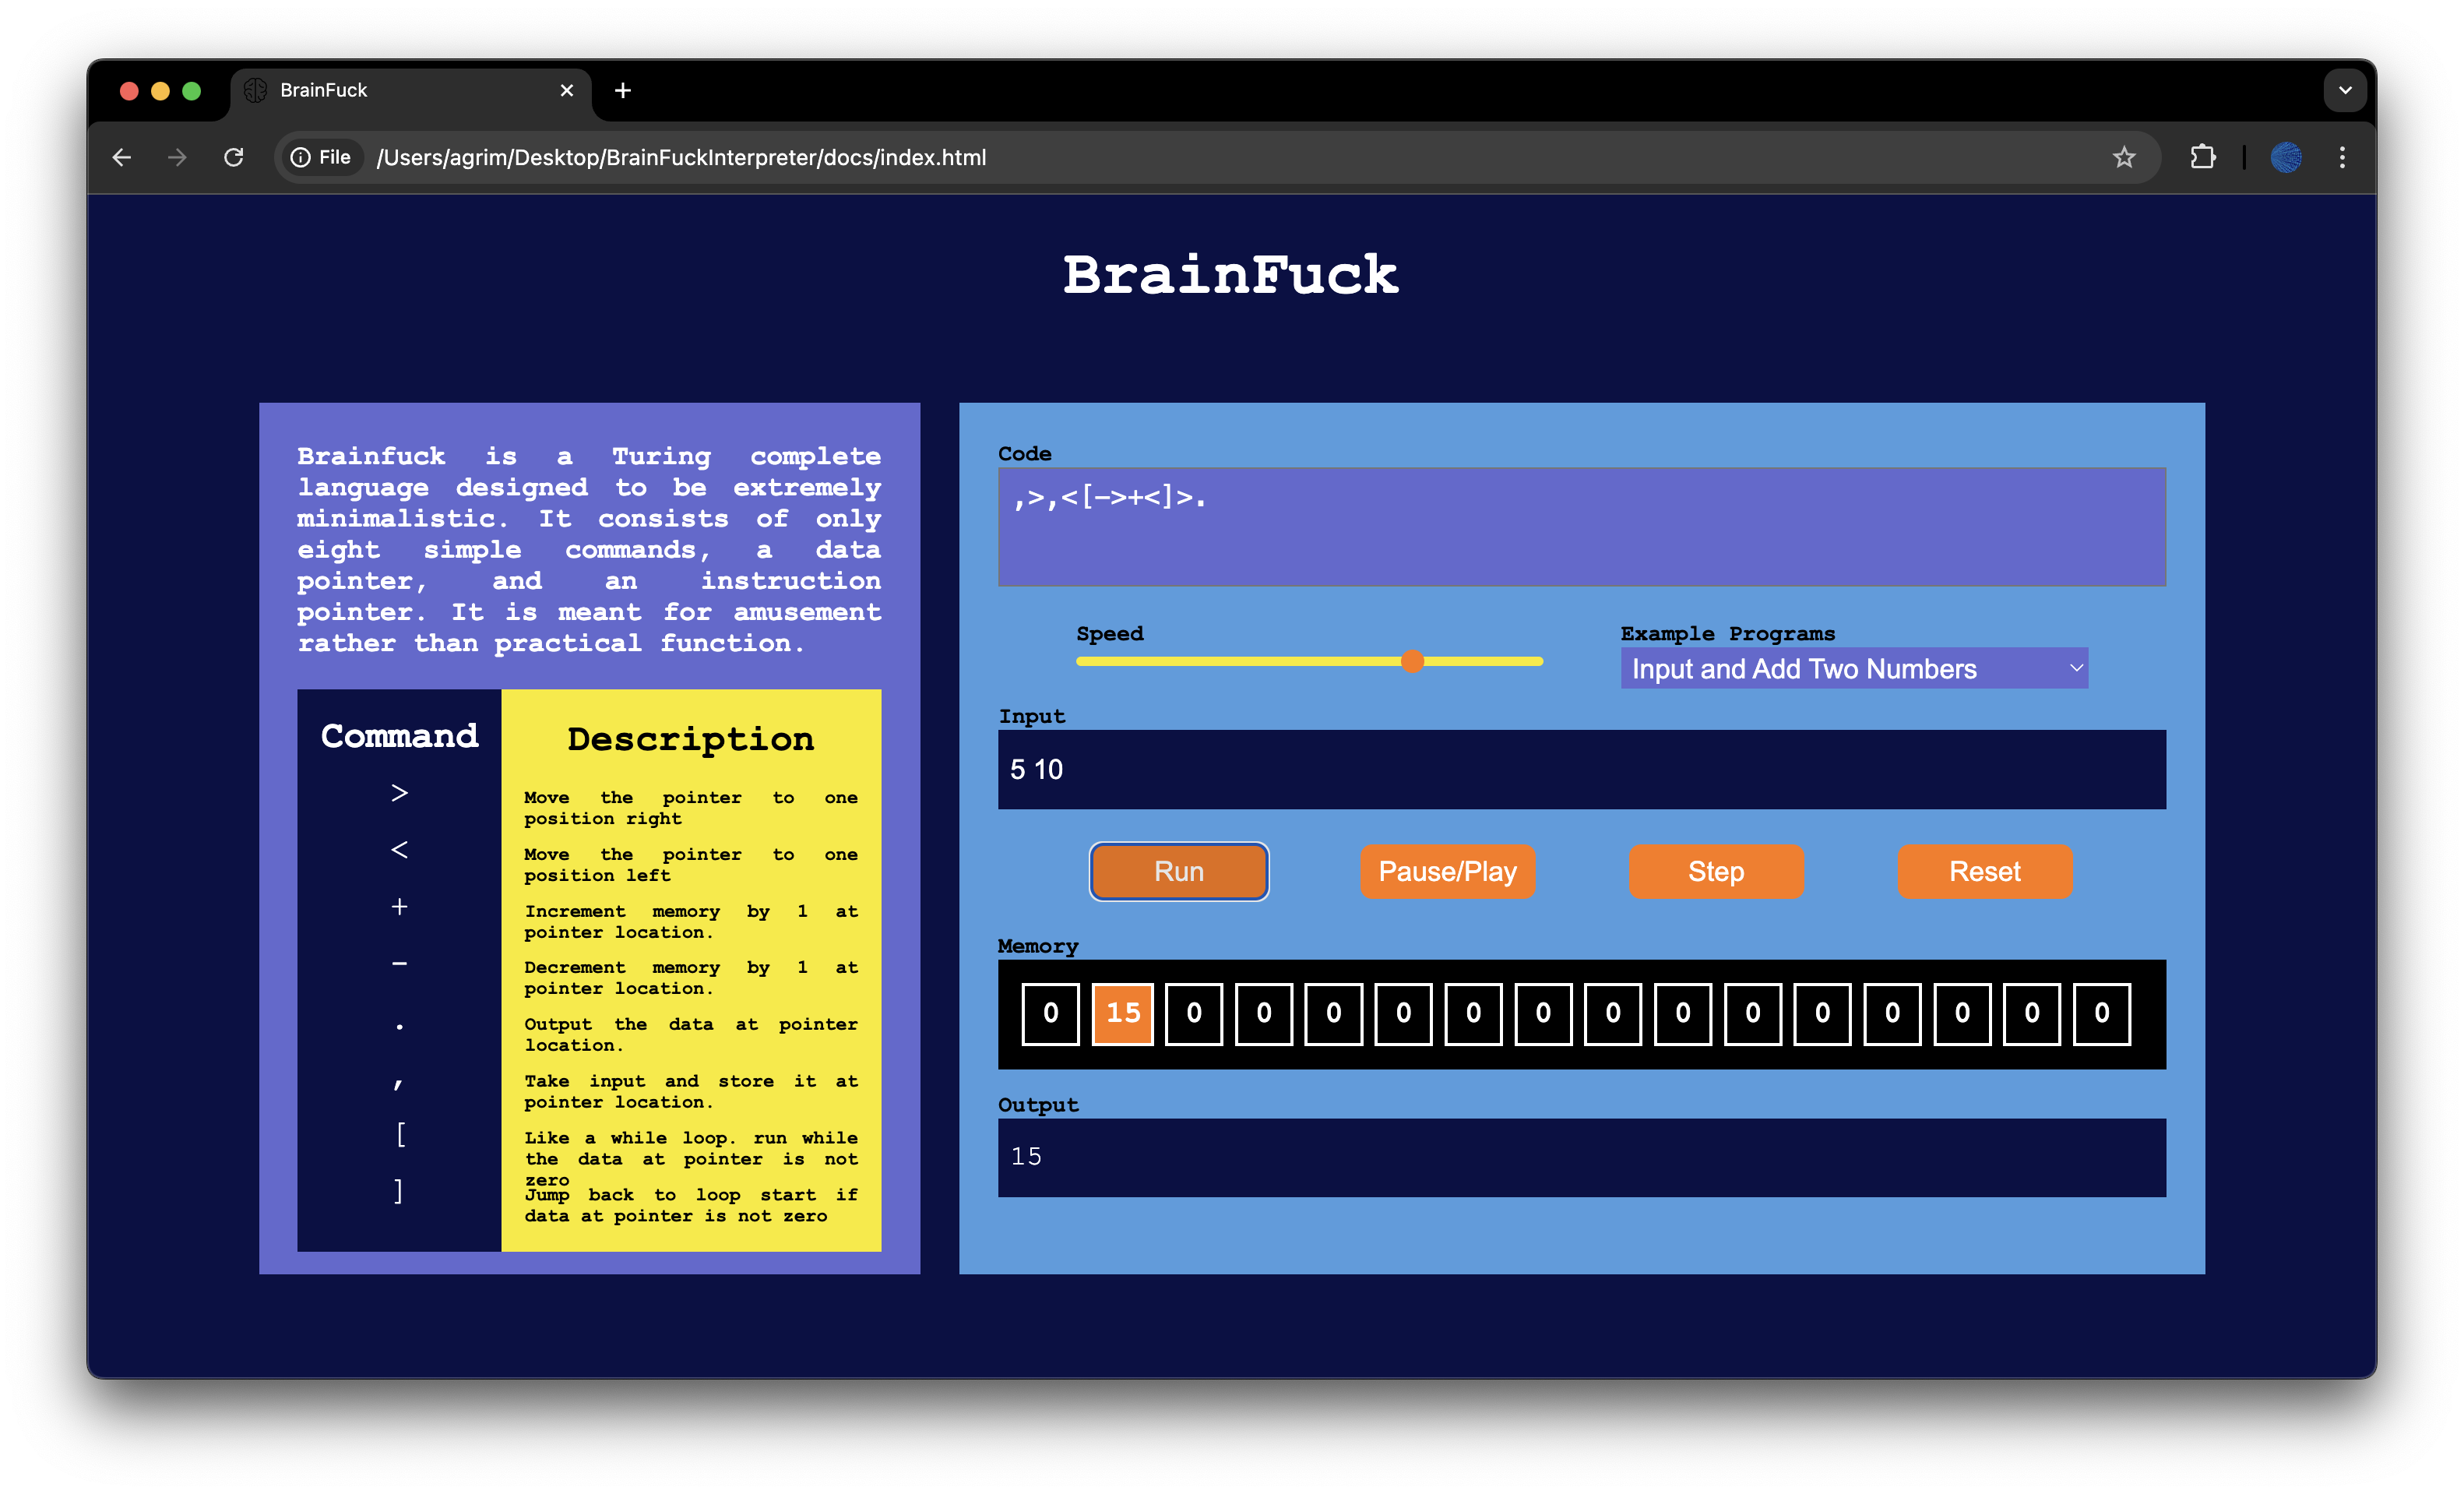 BrainFuck
File /Users/agrim/Desktop/BrainFuckInterpreter/docs/index.html
BrainFuck
Brainfuck is a Turing complete
language designed to be extremely
minimalistic. It consists of only
eight simple commands, a data
pointer, and an instruction
pointer. It is meant for amusement
rather than practical function.
Command Description
> Move the pointer to one
position right
< Move the pointer to one
position left
+ Increment memory by 1 at
pointer location.
- Decrement memory by 1 at
pointer location.
. Output the data at pointer
location.
, Take input and store it at
pointer location.
[ Like a while loop. run while
the data at pointer is not
zero
] Jump back to loop start if
data at pointer is not zero
Code
,>,<[->+<]>.
Speed
Example Programs
Input and Add Two Numbers
Input
5 10
Run Pause/Play Step Reset
Memory
0 15 0 0 0 0 0 0 0 0 0 0 0 0 0 0
Output
15